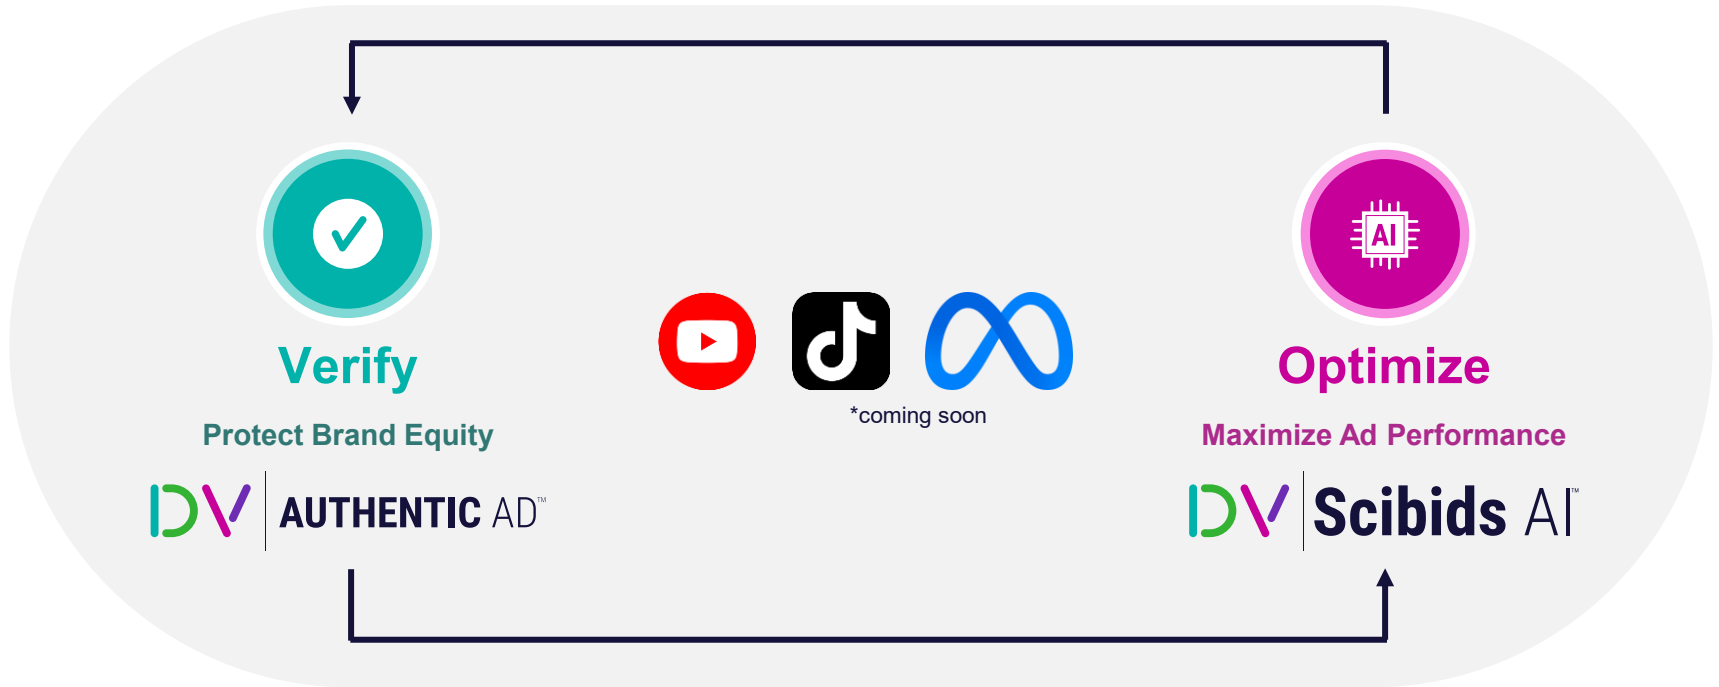 Verify
Protect Brand Equity
DV AUTHENTIC AD™
*coming soon
AI
Optimize
Maximize Ad Performance
DV Scibids AI™